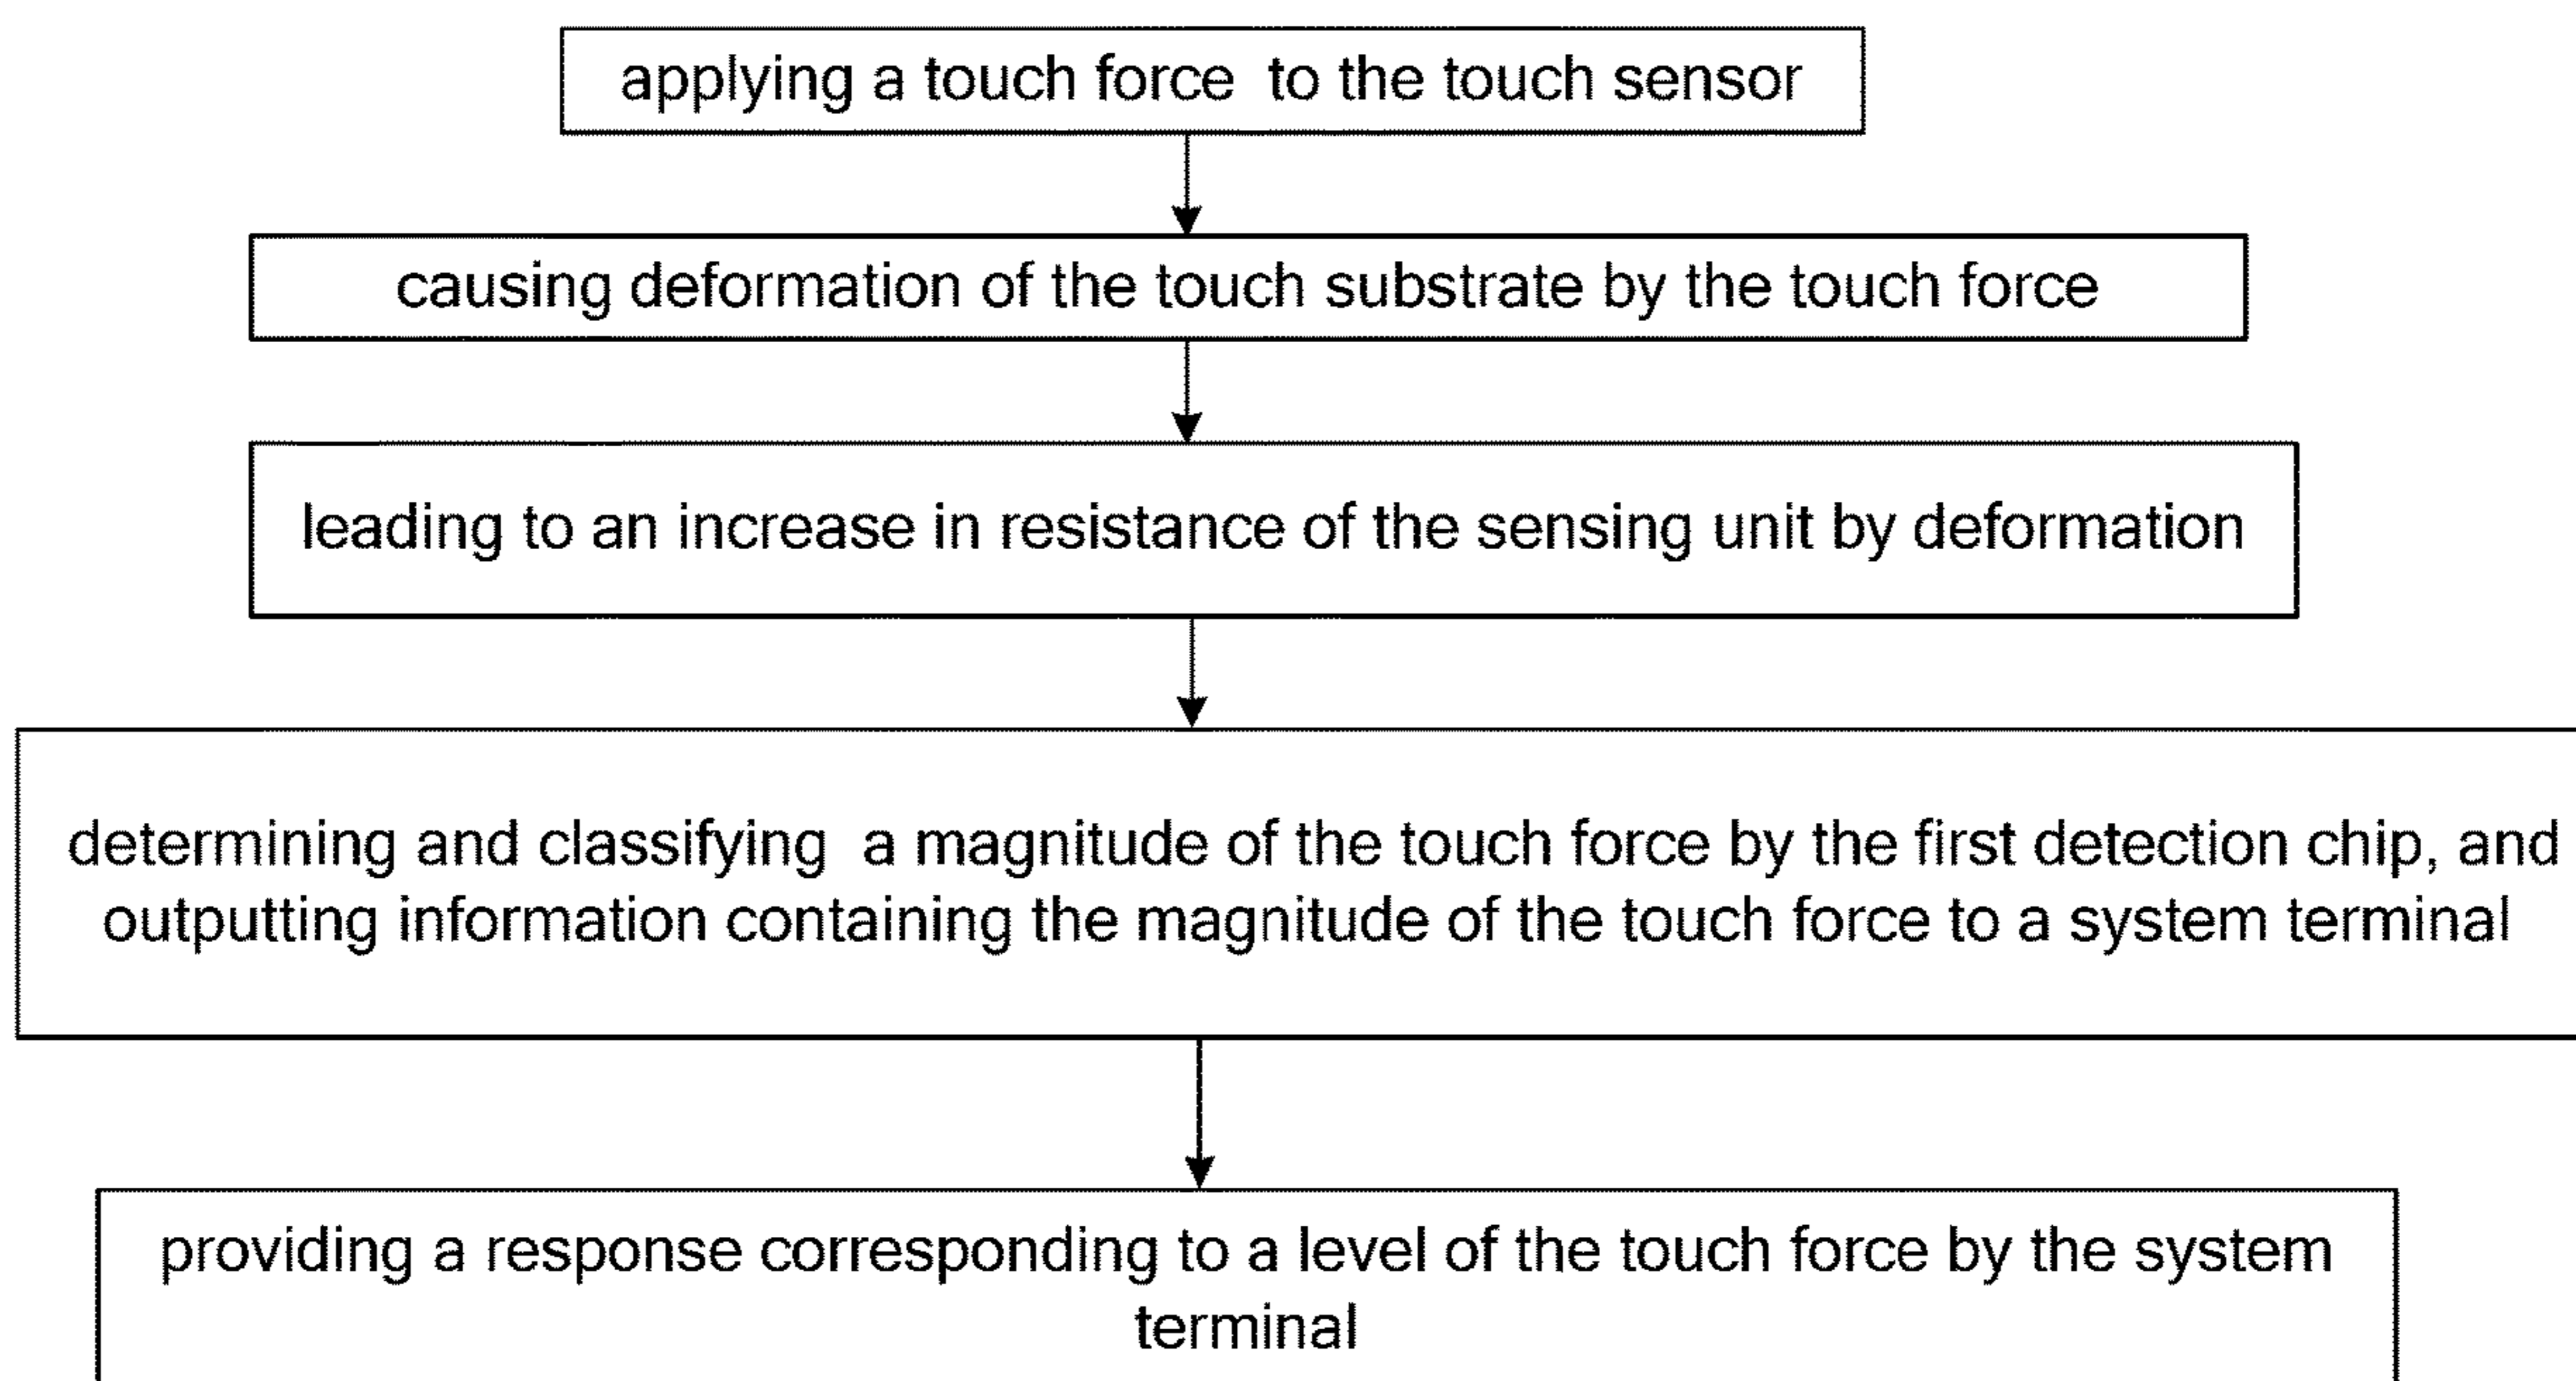 applying a touch force to the touch sensor
causing deformation of the touch substrate by the touch force
leading to an increase in resistance of the sensing unit by deformation
determining and classifying a magnitude of the touch force by the first detection chip, and
outputting information containing the magnitude of the touch force to a system terminal
providing a response corresponding to a level of the touch force by the system
terminal